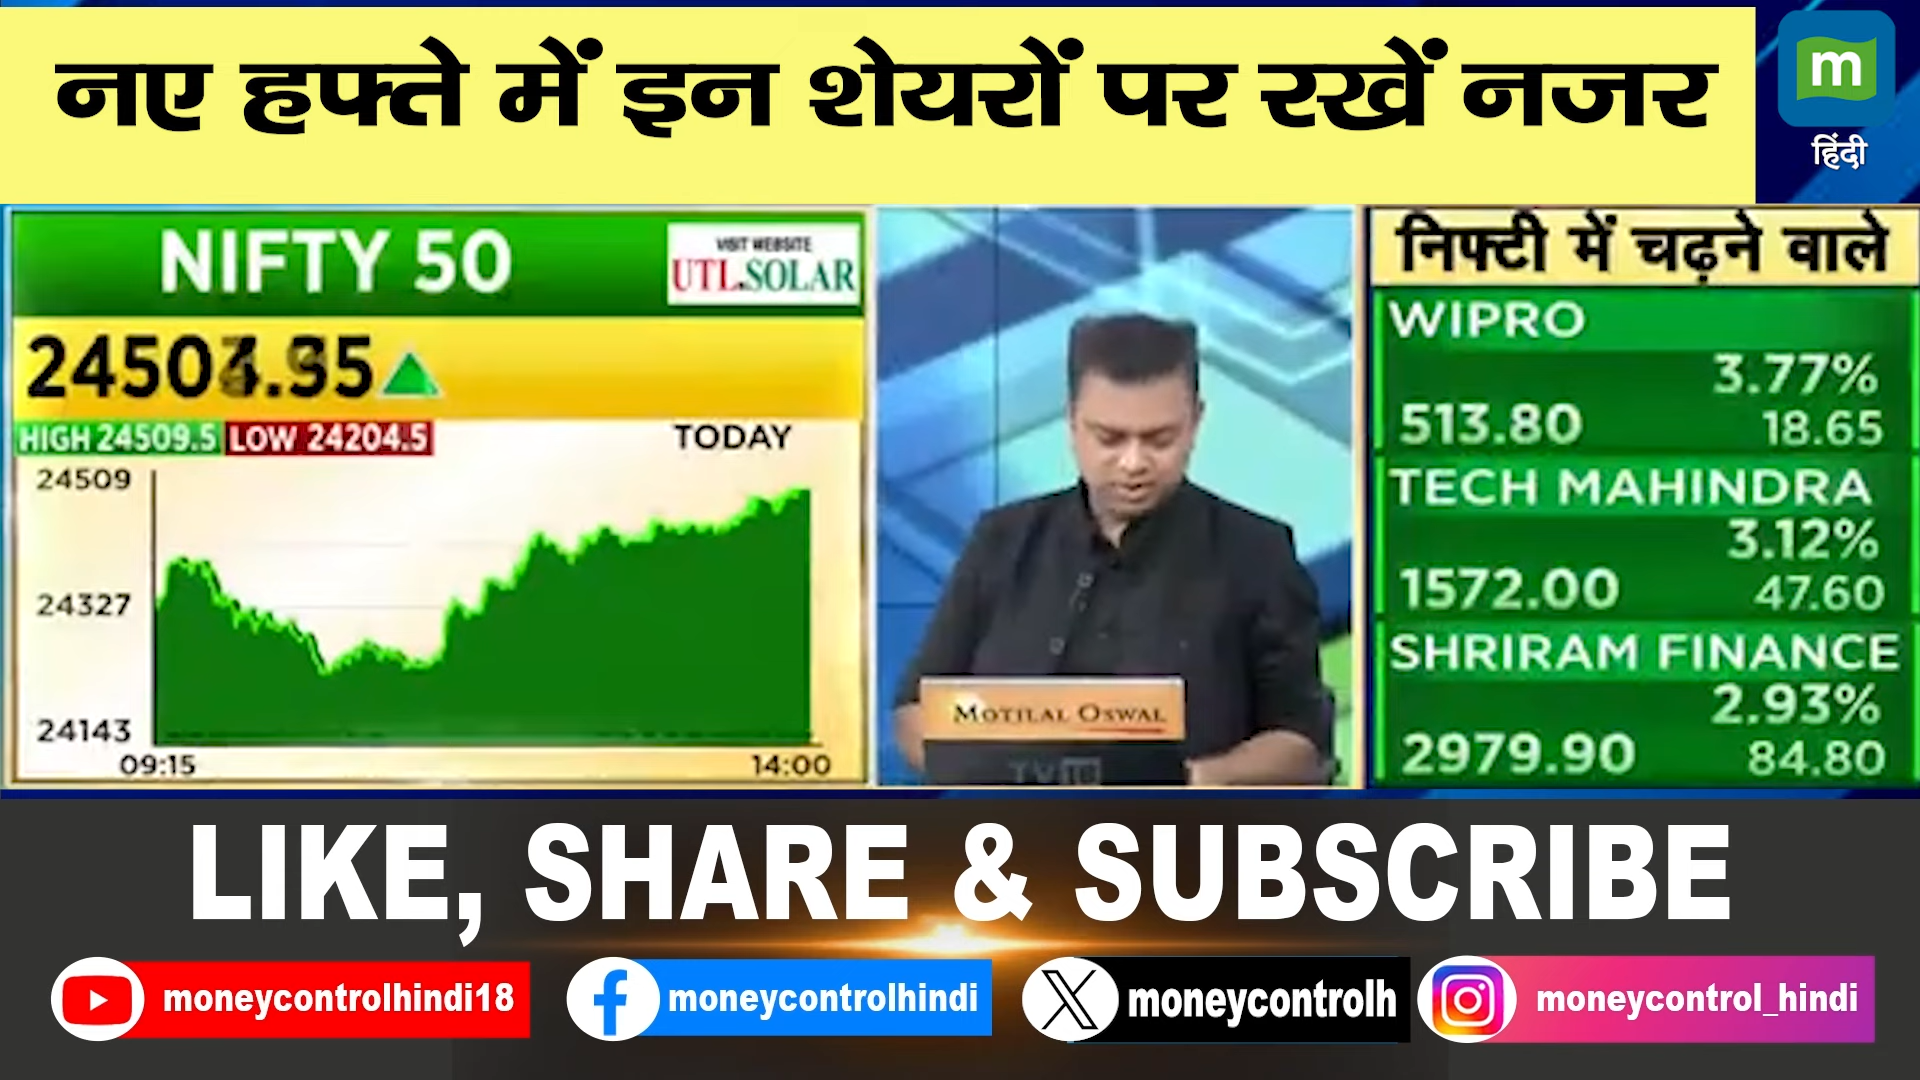 नए हफ्ते में इन शेयरों पर रखें नजर
m
हिंदी
NIFTY 50
VISIT WEBSITE
UTL.SOLAR
HIGH 24509.5 LOW 24204.5
TODAY
24509
24327
24143
09:15 14:00
MOTILAL OSWAL
TV18
निफ्टी में चढ़ने वाले
WIPRO
3.77%
513.80 18.65
TECH MAHINDRA
3.12%
1572.00 47.60
SHRIRAM FINANCE
2.93%
2979.90 84.80
LIKE, SHARE & SUBSCRIBE
moneycontrolhindi18
moneycontrolhindi
moneycontrolh
moneycontrol_hindi